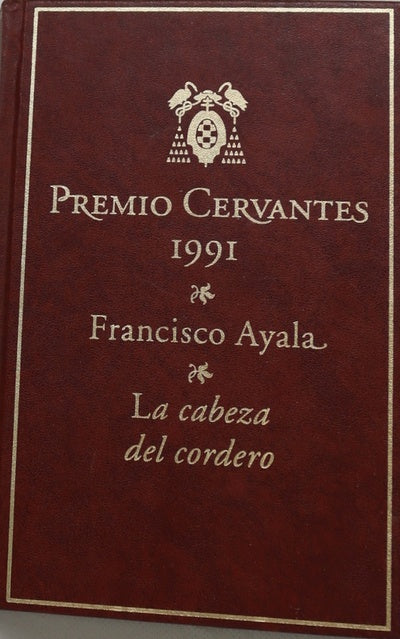 PREMIO CERVANTES
1991
Francisco Ayala
La cabeza
del cordero